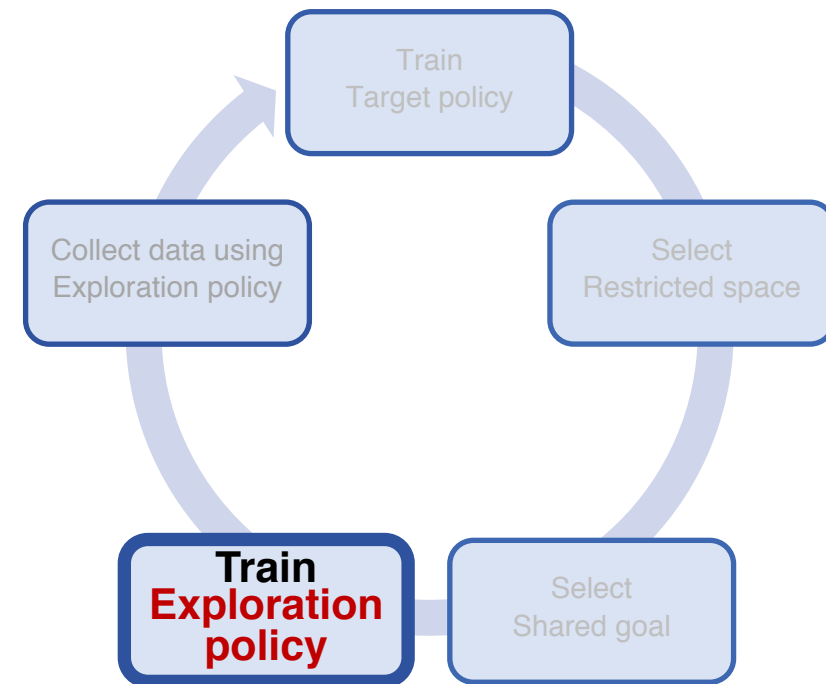 Train
Target policy
Select
Restricted space
Select
Shared goal
Train
Exploration
policy
Collect data using
Exploration policy